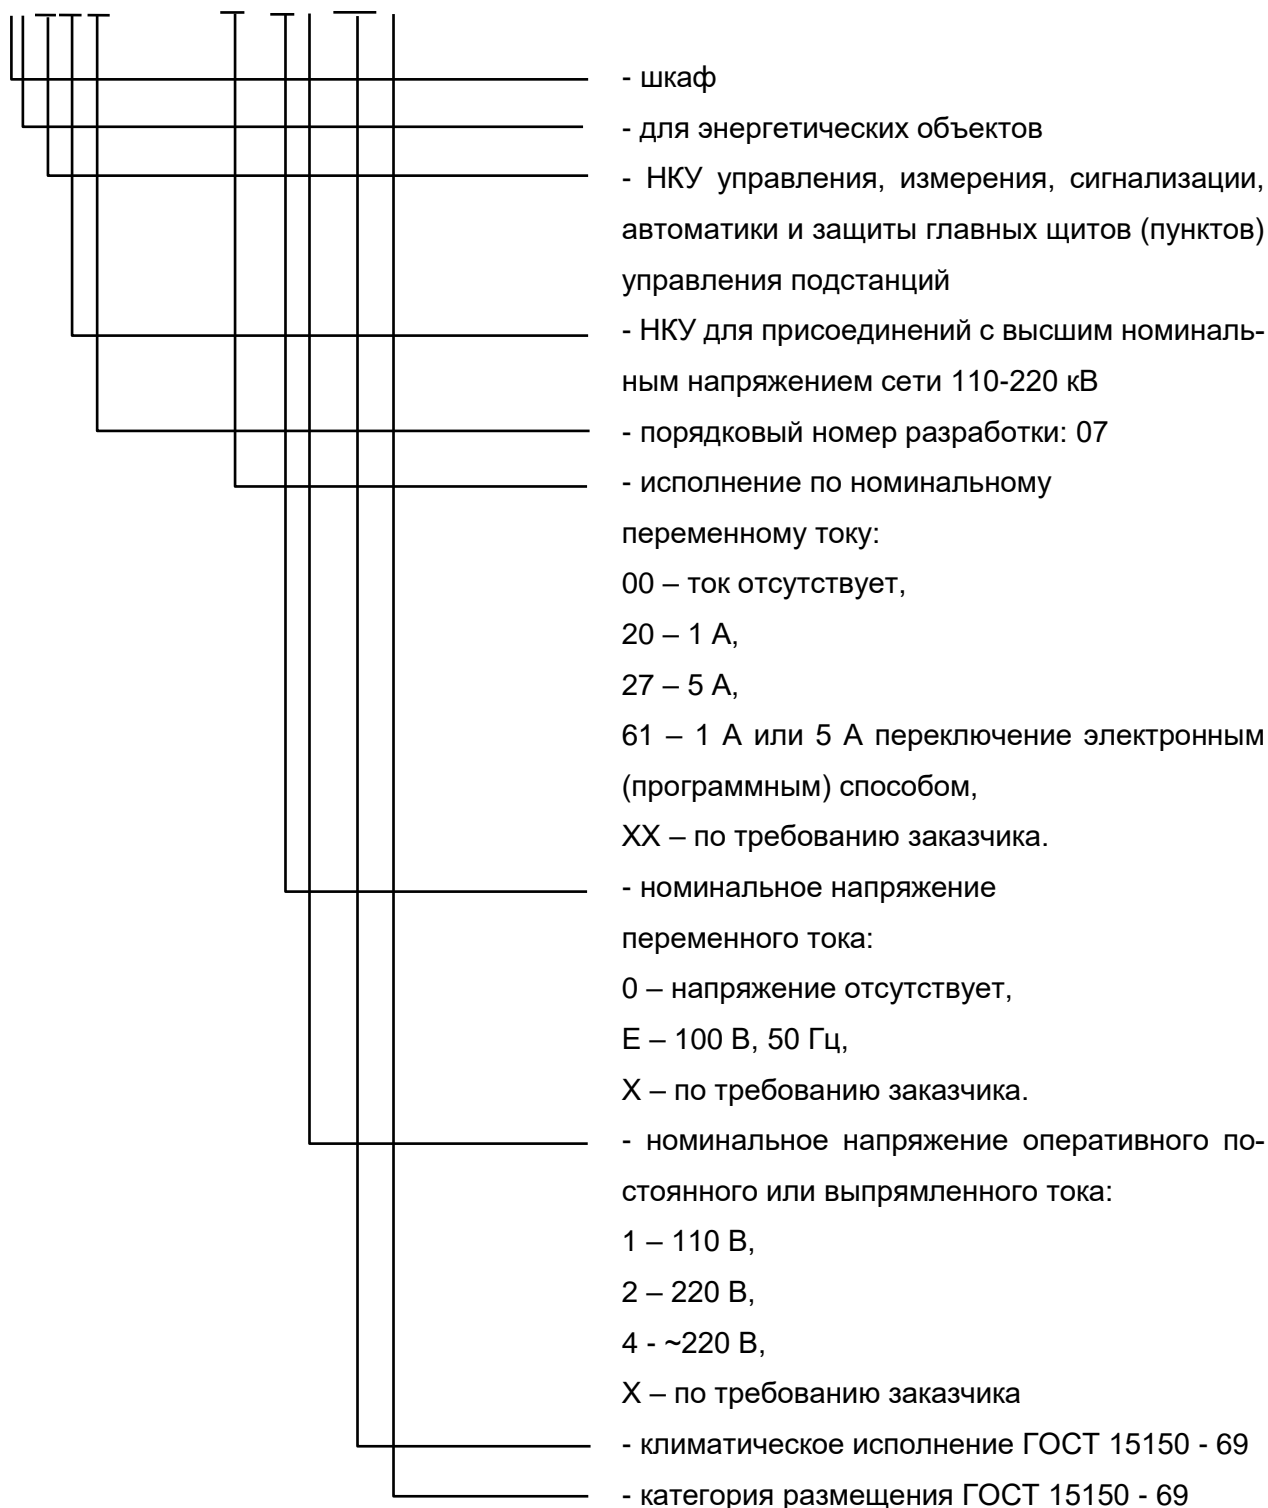 - шкаф
- для энергетических объектов
- НКУ управления, измерения, сигнализации,
автоматики и защиты главных щитов (пунктов)
управления подстанций
- НКУ для присоединений с высшим номиналь-
ным напряжением сети 110-220 кВ
- порядковый номер разработки: 07
- исполнение по номинальному
переменному току:
00 – ток отсутствует,
20 – 1 А,
27 – 5 А,
61 – 1 А или 5 А переключение электронным
(программным) способом,
ХХ – по требованию заказчика.
- номинальное напряжение
переменного тока:
0 – напряжение отсутствует,
Е – 100 В, 50 Гц,
Х – по требованию заказчика.
- номинальное напряжение оперативного по-
стоянного или выпрямленного тока:
1 – 110 В,
2 – 220 В,
4 - ~220 В,
Х – по требованию заказчика
- климатическое исполнение ГОСТ 15150 - 69
- категория размещения ГОСТ 15150 - 69